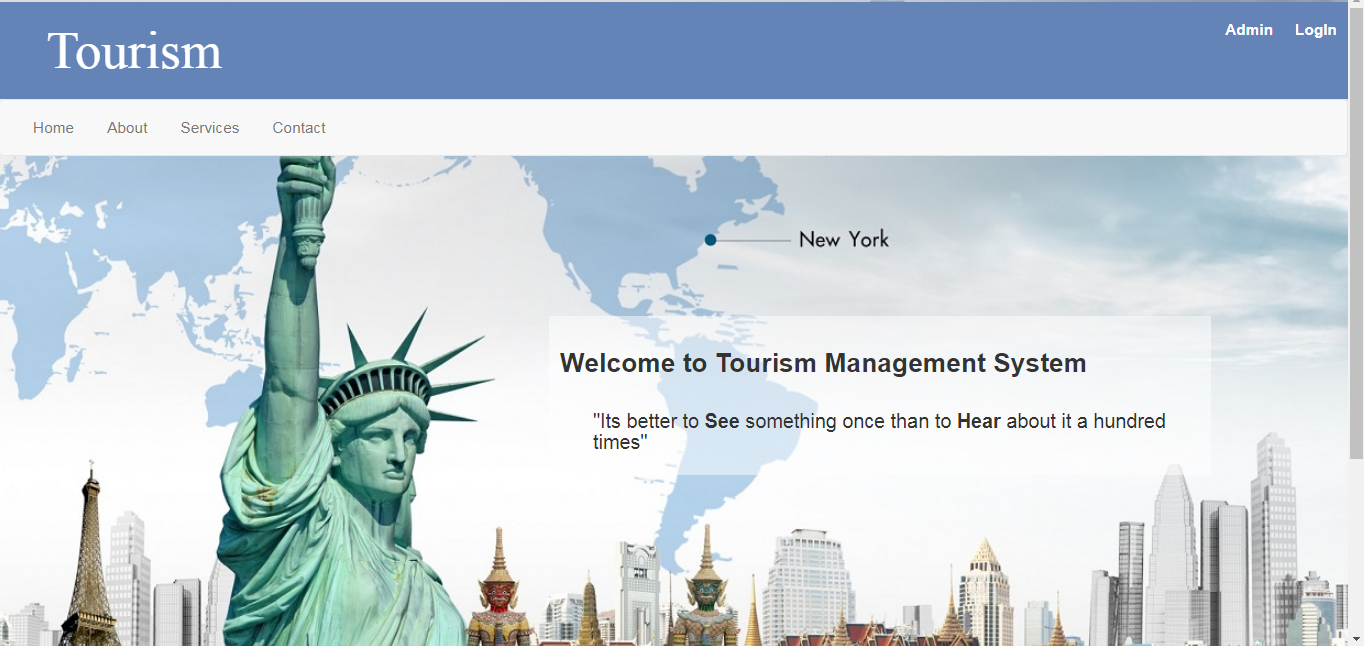 Tourism
Admin LogIn
Home About Services Contact
New York
Welcome to Tourism Management System
"Its better to See something once than to Hear about it a hundred
times"